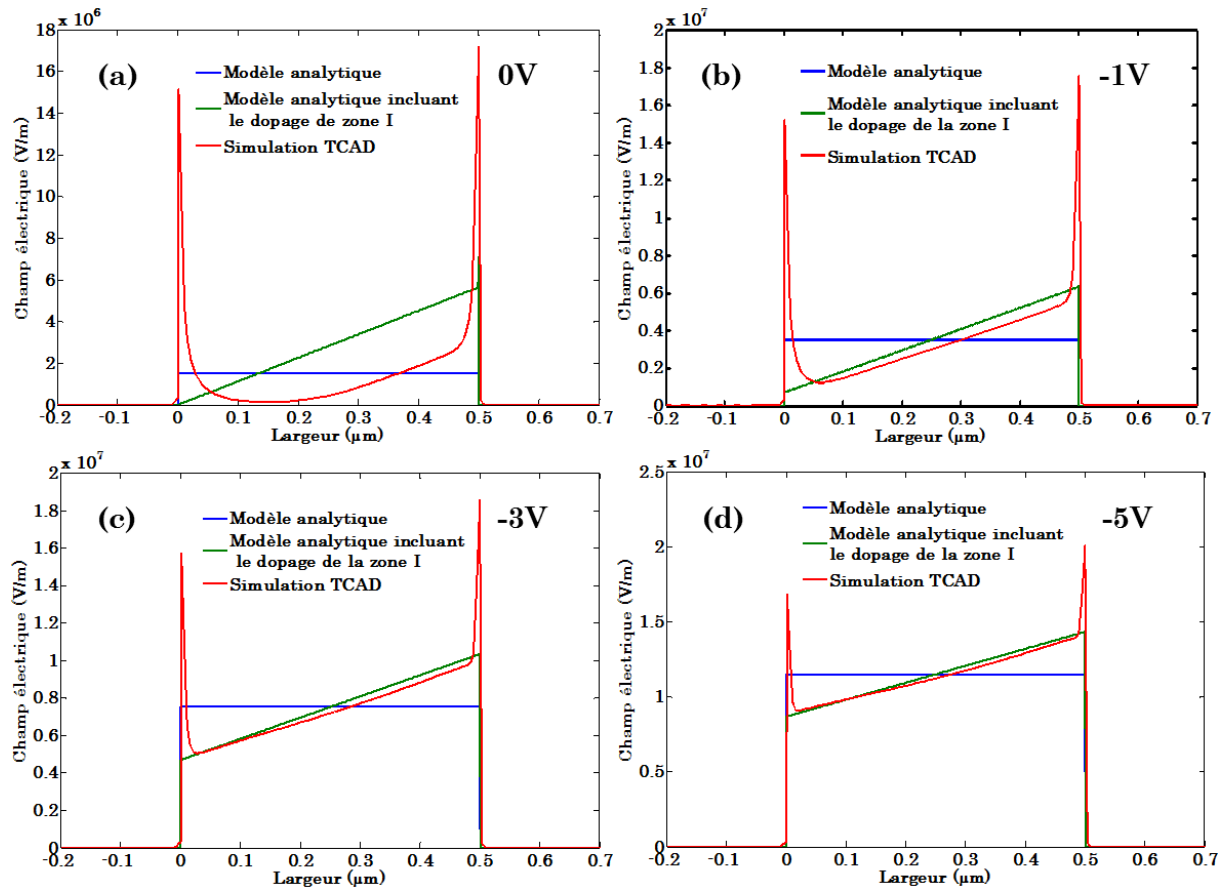 x 10⁶
(a)
0V
Modèle analytique
Modèle analytique incluant
le dopage de zone I
Simulation TCAD
Champ électrique (V/m)
18
16
14
12
10
8
6
4
2
0
-0.2 -0.1 0 0.1 0.2 0.3 0.4 0.5 0.6 0.7
Largeur (µm)
x 10⁷
(b)
-1V
Modèle analytique
Modèle analytique incluant
le dopage de la zone I
Simulation TCAD
Champ électrique (V/m)
2
1.8
1.6
1.4
1.2
1
0.8
0.6
0.4
0.2
0
-0.2 -0.1 0 0.1 0.2 0.3 0.4 0.5 0.6 0.7
Largeur (µm)
x 10⁷
(c)
-3V
Modèle analytique
Modèle analytique incluant
le dopage de la zone I
Simulation TCAD
Champ électrique (V/m)
2
1.8
1.6
1.4
1.2
1
0.8
0.6
0.4
0.2
0
-0.2 -0.1 0 0.1 0.2 0.3 0.4 0.5 0.6 0.7
Largeur (µm)
x 10⁷
(d)
-5V
Modèle analytique
Modèle analytique incluant
le dopage de la zone I
Simulation TCAD
Champ électrique (V/m)
2.5
2
1.5
1
0.5
0
-0.2 -0.1 0 0.1 0.2 0.3 0.4 0.5 0.6 0.7
Largeur (µm)